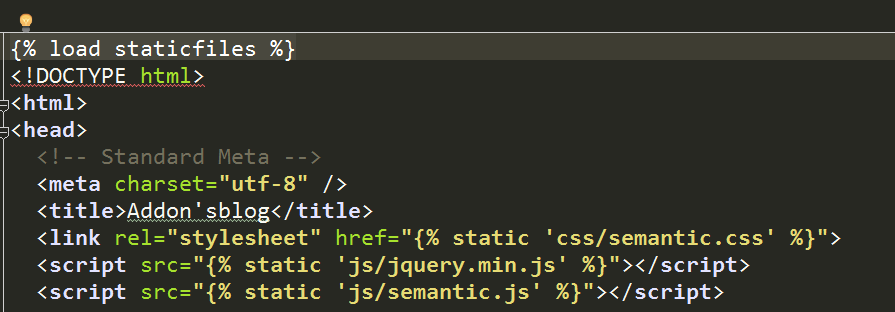 {% load staticfiles %}
<!DOCTYPE html>
<html>
<head>
<!-- Standard Meta -->
<meta charset="utf-8" />
<title>Addon'sblog</title>
<link rel="stylesheet" href="{% static 'css/semantic.css' %}">
<script src="{% static 'js/jquery.min.js' %}"></script>
<script src="{% static 'js/semantic.js' %}"></script>